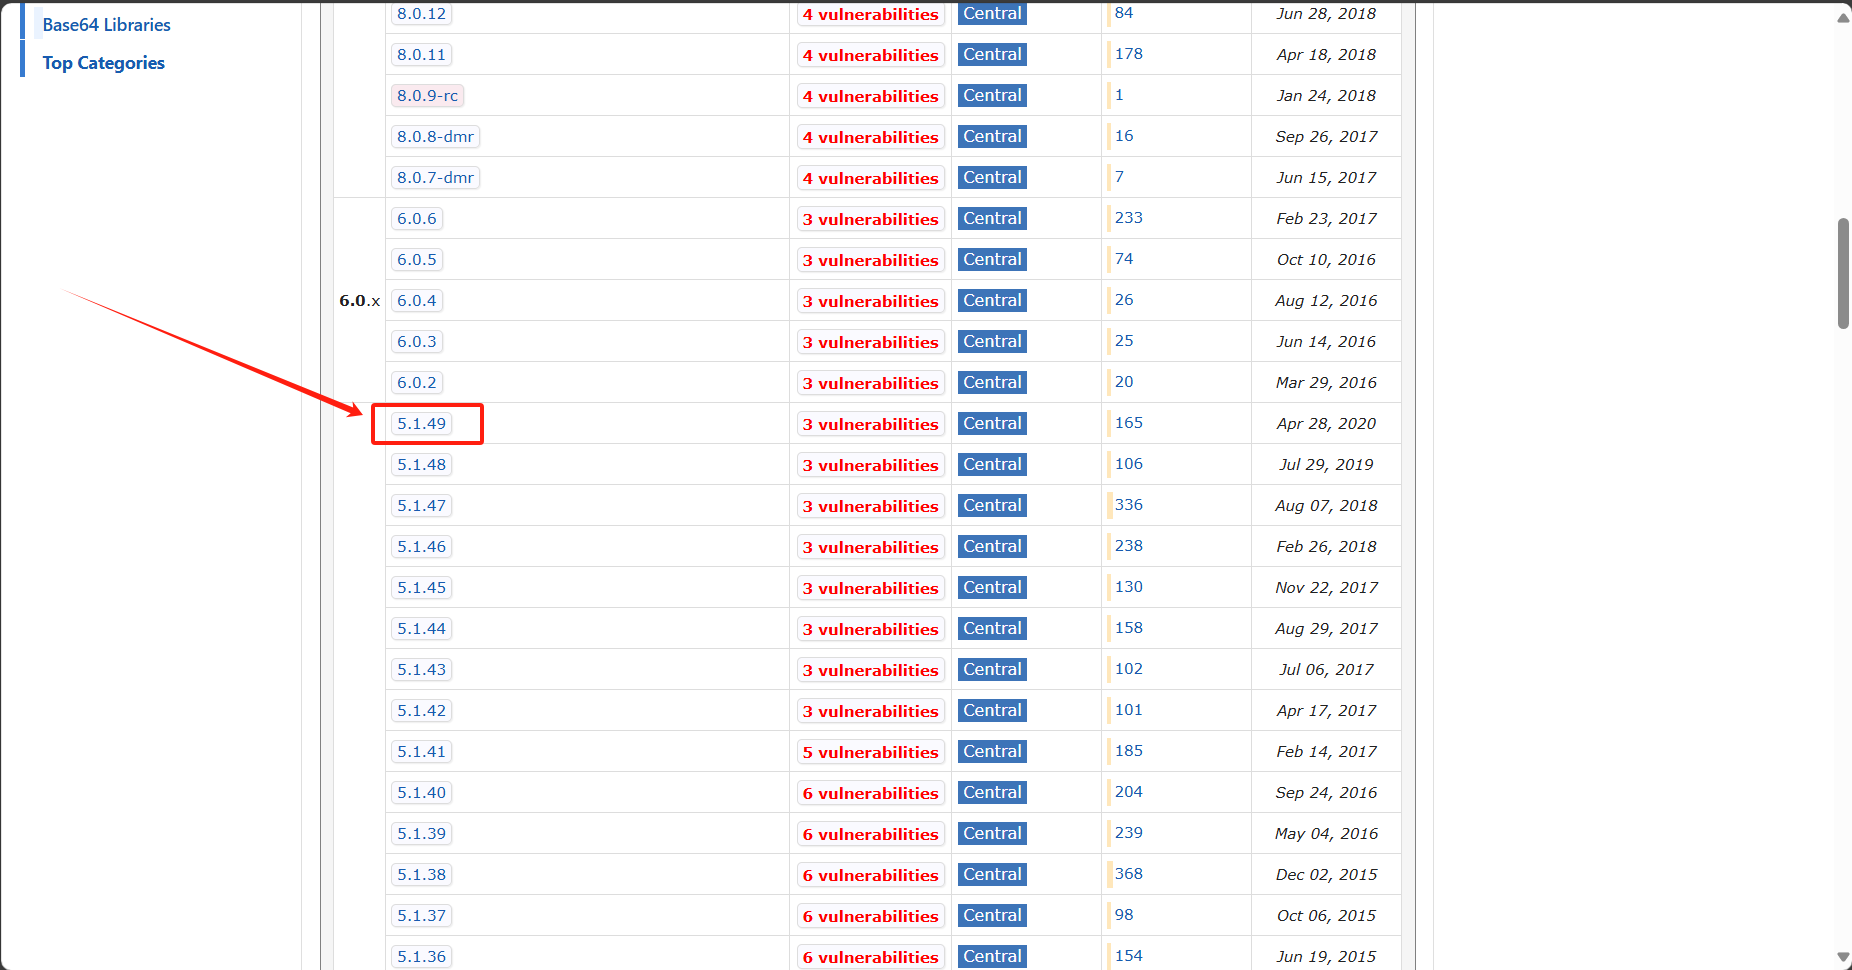 Base64 Libraries
Top Categories
8.0.12 4 vulnerabilities Central 84 Jun 28, 2018
8.0.11 4 vulnerabilities Central 178 Apr 18, 2018
8.0.9-rc 4 vulnerabilities Central 1 Jan 24, 2018
8.0.8-dmr 4 vulnerabilities Central 16 Sep 26, 2017
8.0.7-dmr 4 vulnerabilities Central 7 Jun 15, 2017
6.0.6 3 vulnerabilities Central 233 Feb 23, 2017
6.0.5 3 vulnerabilities Central 74 Oct 10, 2016
6.0.x 6.0.4 3 vulnerabilities Central 26 Aug 12, 2016
6.0.3 3 vulnerabilities Central 25 Jun 14, 2016
6.0.2 3 vulnerabilities Central 20 Mar 29, 2016
5.1.49 3 vulnerabilities Central 165 Apr 28, 2020
5.1.48 3 vulnerabilities Central 106 Jul 29, 2019
5.1.47 3 vulnerabilities Central 336 Aug 07, 2018
5.1.46 3 vulnerabilities Central 238 Feb 26, 2018
5.1.45 3 vulnerabilities Central 130 Nov 22, 2017
5.1.44 3 vulnerabilities Central 158 Aug 29, 2017
5.1.43 3 vulnerabilities Central 102 Jul 06, 2017
5.1.42 3 vulnerabilities Central 101 Apr 17, 2017
5.1.41 5 vulnerabilities Central 185 Feb 14, 2017
5.1.40 6 vulnerabilities Central 204 Sep 24, 2016
5.1.39 6 vulnerabilities Central 239 May 04, 2016
5.1.38 6 vulnerabilities Central 368 Dec 02, 2015
5.1.37 6 vulnerabilities Central 98 Oct 06, 2015
5.1.36 6 vulnerabilities Central 154 Jun 19, 2015